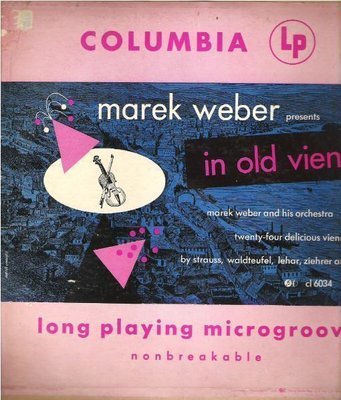 COLUMBIA Lp
marek weber presents
in old vien
marek weber and his orchestra
twenty-four delicious vien
by strauss, waldteufel, lehar, ziehrer a
cl 6034
long playing microgroov
nonbreakable